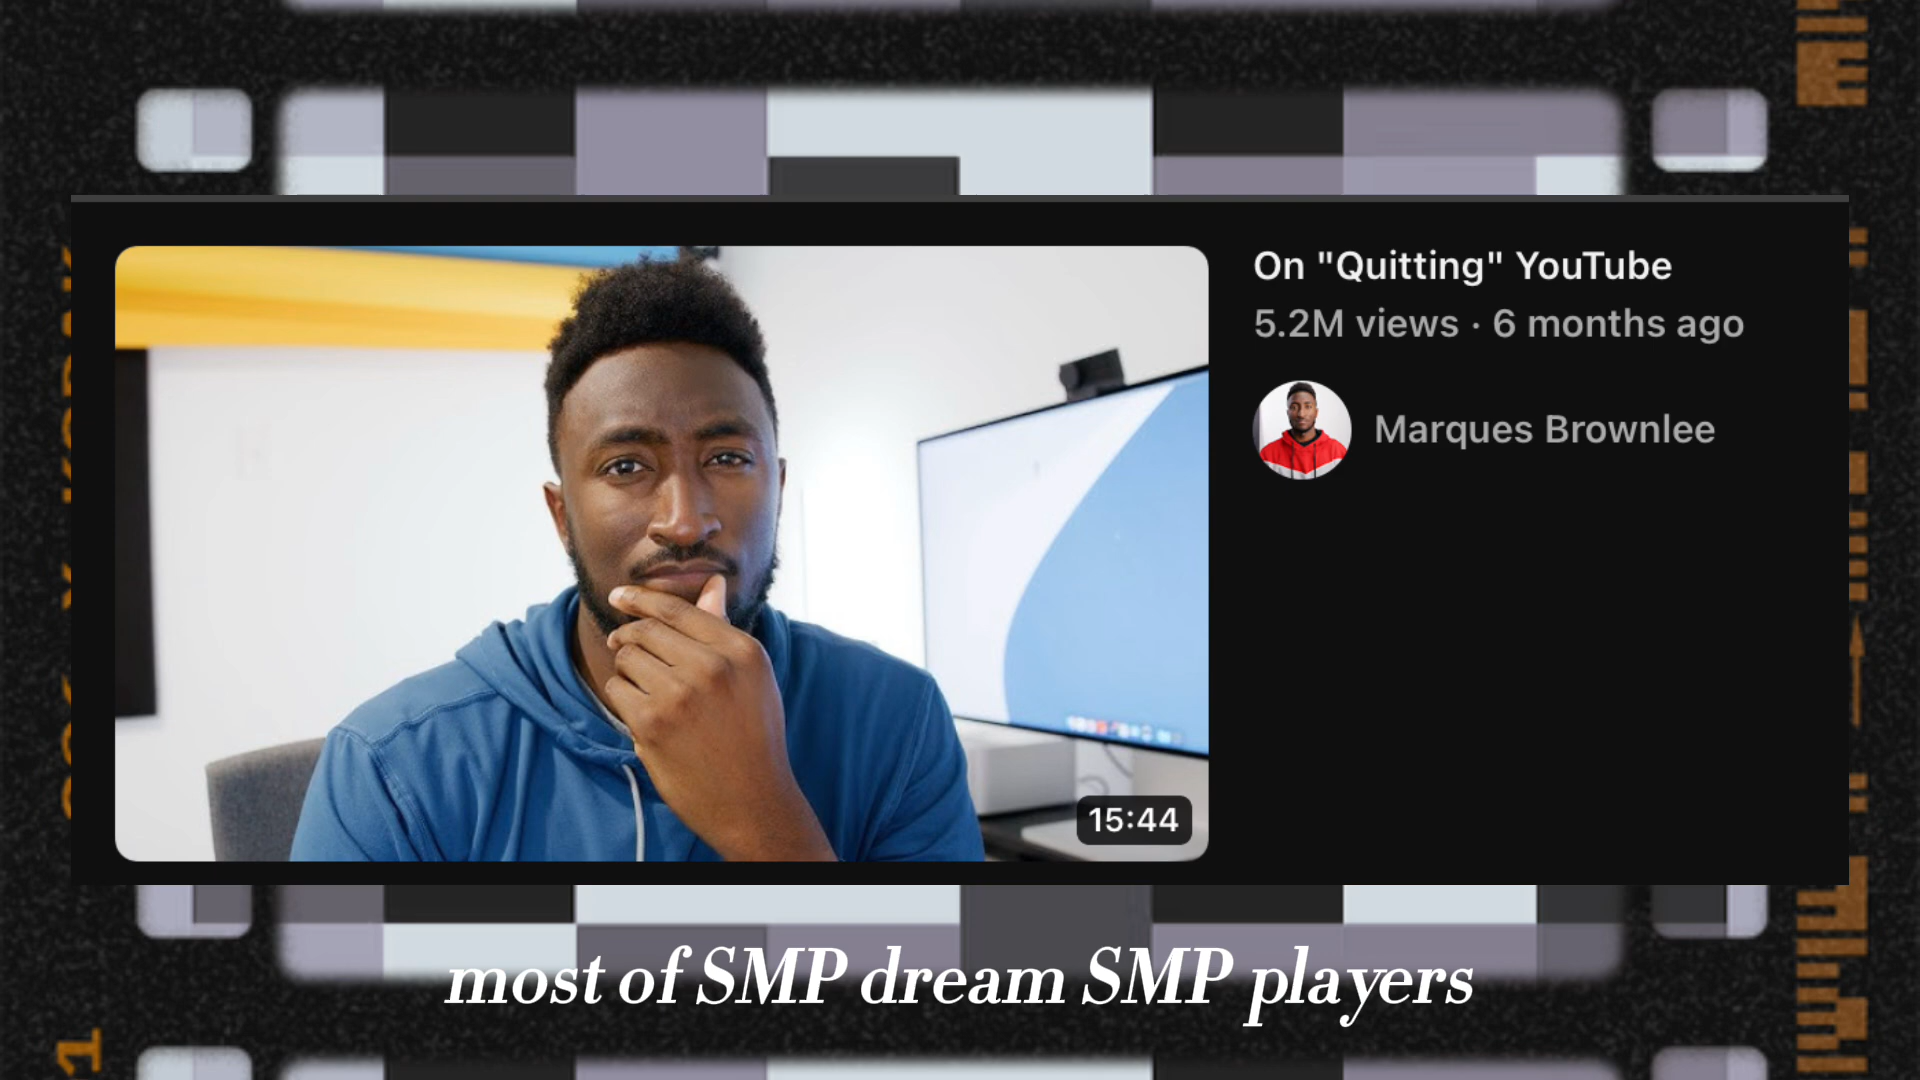 On "Quitting" YouTube
5.2M views · 6 months ago
Marques Brownlee
15:44
most of SMP dream SMP players
1